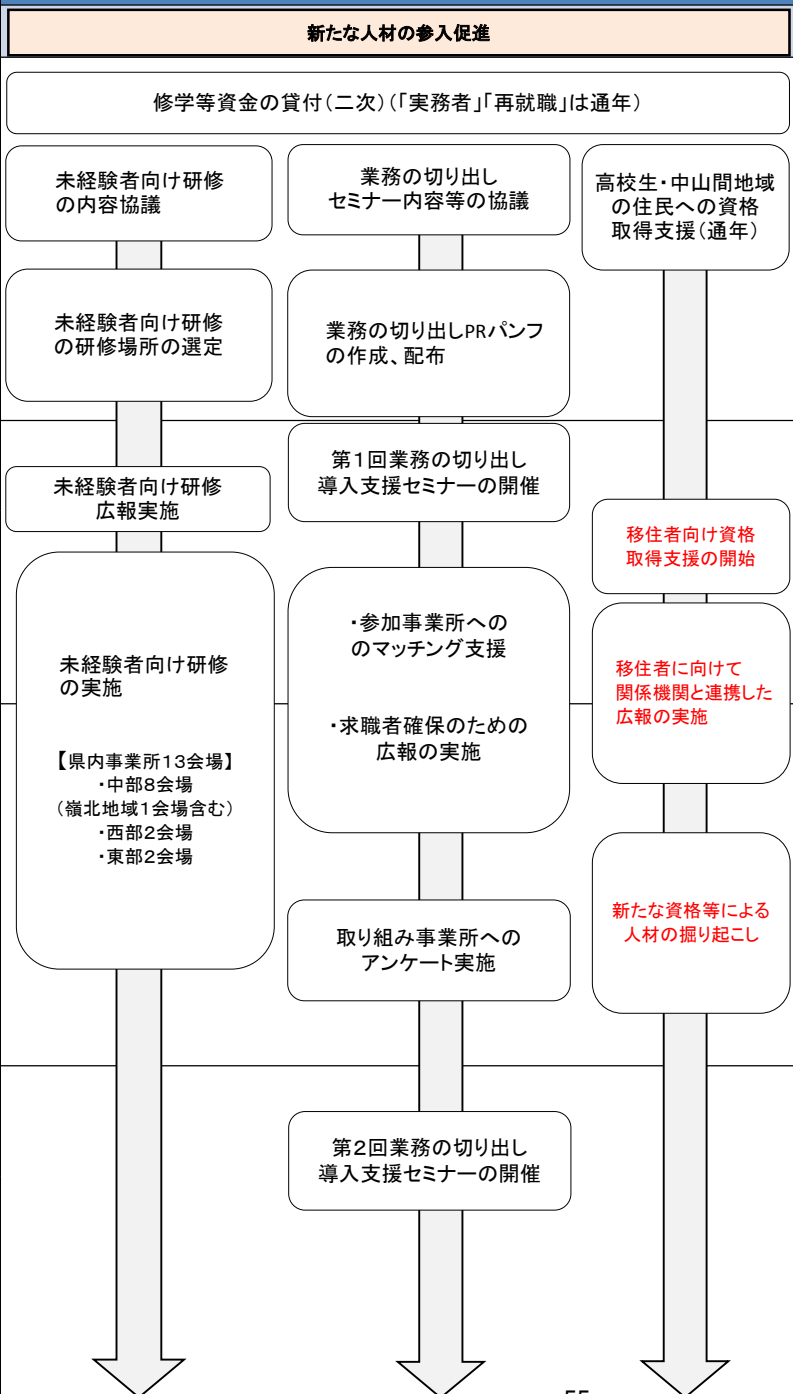 新たな人材の参入促進
修学等資金の貸付(二次)(「実務者」「再就職」は通年)
未経験者向け研修
の内容協議
未経験者向け研修
の研修場所の選定
未経験者向け研修
広報実施
未経験者向け研修
の実施
【県内事業所13会場】
・中部8会場
(嶺北地域1会場含む)
・西部2会場
・東部2会場
業務の切り出し
セミナー内容等の協議
業務の切り出しPRパンフ
の作成、配布
第1回業務の切り出し
導入支援セミナーの開催
・参加事業所への
のマッチング支援
・求職者確保のための
広報の実施
取り組み事業所への
アンケート実施
第2回業務の切り出し
導入支援セミナーの開催
高校生・中山間地域
の住民への資格
取得支援(通年)
移住者向け資格
取得支援の開始
移住者に向けて
関係機関と連携した
広報の実施
新たな資格等による
人材の掘り起こし